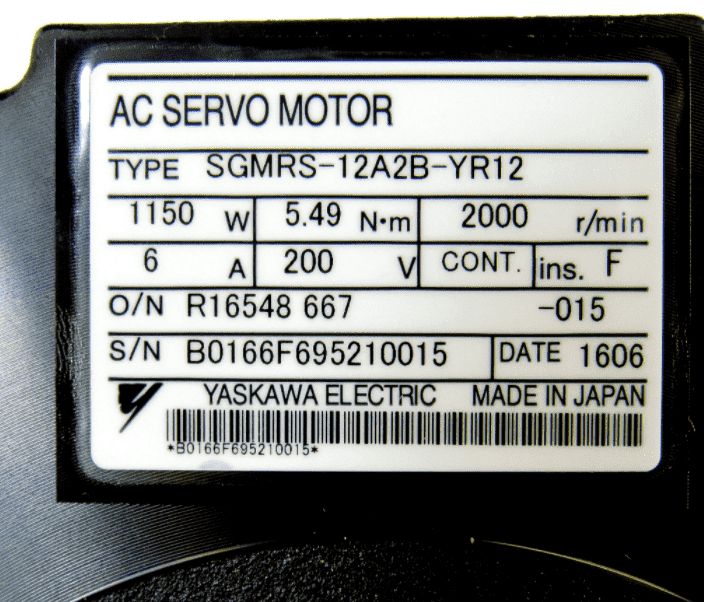 AC SERVO MOTOR
TYPE SGMRS-12A2B-YR12
1150 W 5.49 N·m 2000 r/min
6 A 200 V CONT. ins. F
O/N R16548 667 -015
S/N B0166F695210015 DATE 1606
YASKAWA ELECTRIC MADE IN JAPAN
*B0166F695210015*